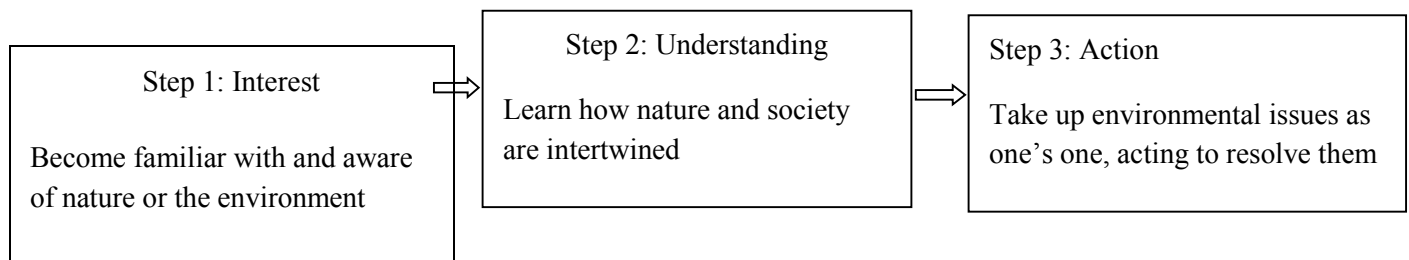 Step 1: Interest
Become familiar with and aware
of nature or the environment
Step 2: Understanding
Learn how nature and society
are intertwined
Step 3: Action
Take up environmental issues as
one’s one, acting to resolve them